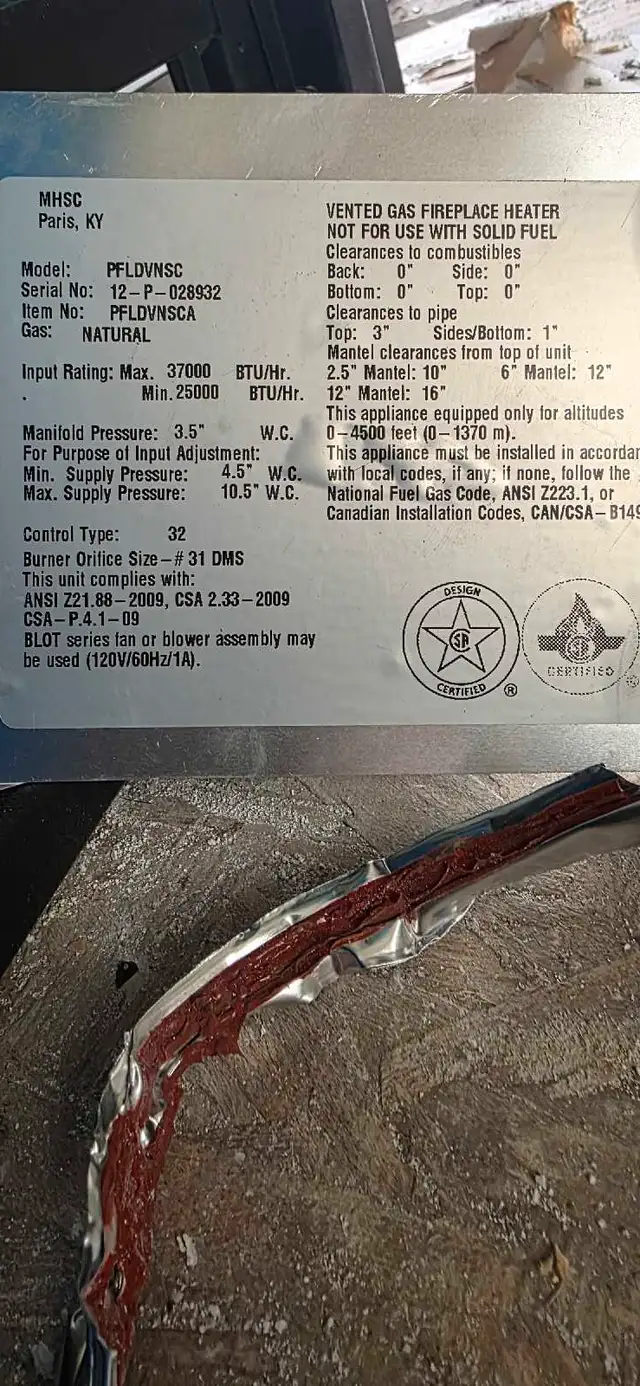 MHSC
Paris, KY
Model: PFLDVNSC
Serial No: 12-P-028932
Item No: PFLDVNSCA
Gas: NATURAL
Input Rating: Max. 37000 BTU/Hr.
. Min. 25000 BTU/Hr.
Manifold Pressure: 3.5" W.C.
For Purpose of Input Adjustment:
Min. Supply Pressure: 4.5" W.C.
Max. Supply Pressure: 10.5" W.C.
Control Type: 32
Burner Orifice Size-#31 DMS
This unit complies with:
ANSI Z21.88-2009, CSA 2.33-2009
CSA-P.4.1-09
BLOT series fan or blower assembly may
be used (120V/60Hz/1A).
VENTED GAS FIREPLACE HEATER
NOT FOR USE WITH SOLID FUEL
Clearances to combustibles
Back: 0" Side: 0"
Bottom: 0" Top: 0"
Clearances to pipe
Top: 3" Sides/Bottom: 1"
Mantel clearances from top of unit
2.5" Mantel: 10" 6" Mantel: 12"
12" Mantel: 16"
This appliance equipped only for altitudes
0-4500 feet (0-1370 m).
This appliance must be installed in accordan
with local codes, if any; if none, follow the
National Fuel Gas Code, ANSI Z223.1, or
Canadian Installation Codes, CAN/CSA-B149
DESIGN
SA
CERTIFIED ®
SA
CERTIFIED ®